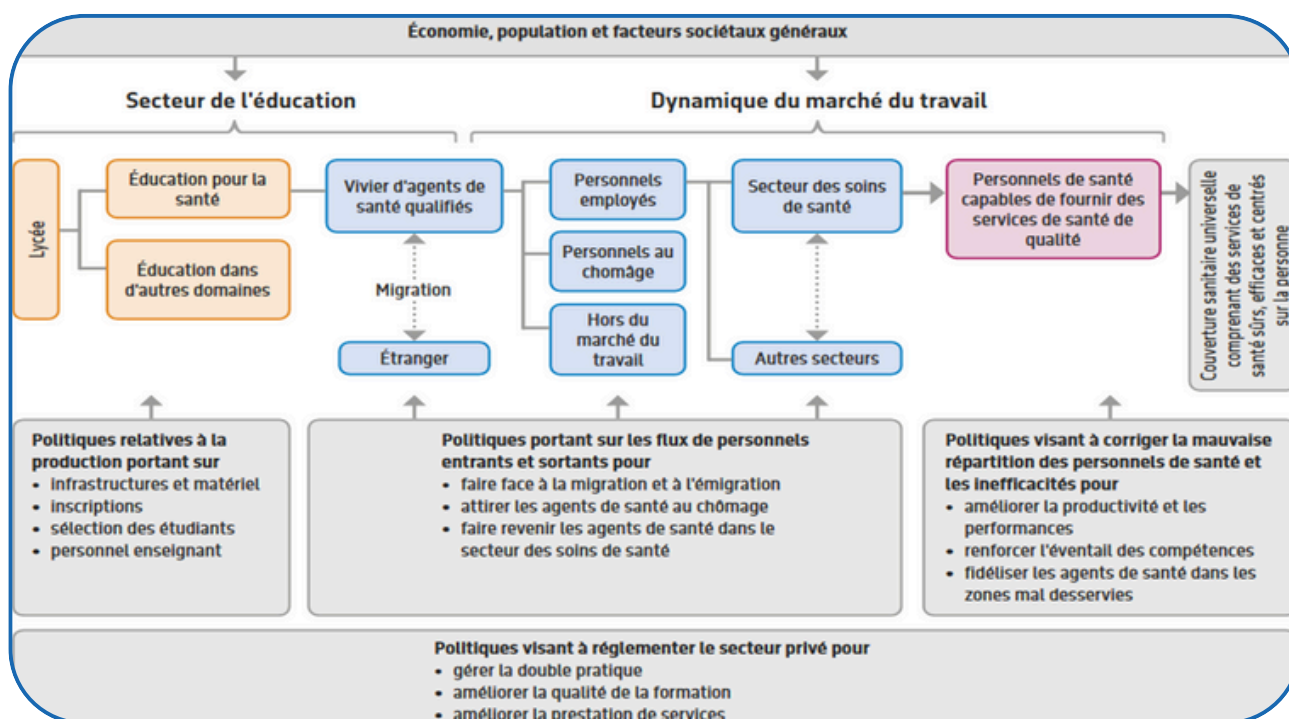 Économie, population et facteurs sociétaux généraux
Secteur de l'éducation
Dynamique du marché du travail
Lycée
Éducation pour la
santé
Éducation dans
d'autres domaines
Vivier d'agents de
santé qualifiés
Migration
Étranger
Personnels
employés
Personnels au
chomâge
Hors du
marché du
travail
Secteur des soins
de santé
Autres secteurs
Personnels de santé
capables de fournir des
services de santé de
qualité
Couverture sanitaire universelle
comprenant des services de
santé sûrs, efficaces et centrés
sur la personne
Politiques relatives à la
production portant sur
• infrastructures et matériel
• inscriptions
• sélection des étudiants
• personnel enseignant
Politiques portant sur les flux de personnels
entrants et sortants pour
• faire face à la migration et à l'émigration
• attirer les agents de santé au chômage
• faire revenir les agents de santé dans le
secteur des soins de santé
Politiques visant à corriger la mauvaise
répartition des personnels de santé et
les inefficacités pour
• améliorer la productivité et les
performances
• renforcer l'éventail des compétences
• fidéliser les agents de santé dans les
zones mal desservies
Politiques visant à réglementer le secteur privé pour
• gérer la double pratique
• améliorer la qualité de la formation
• améliorer la prestation de services